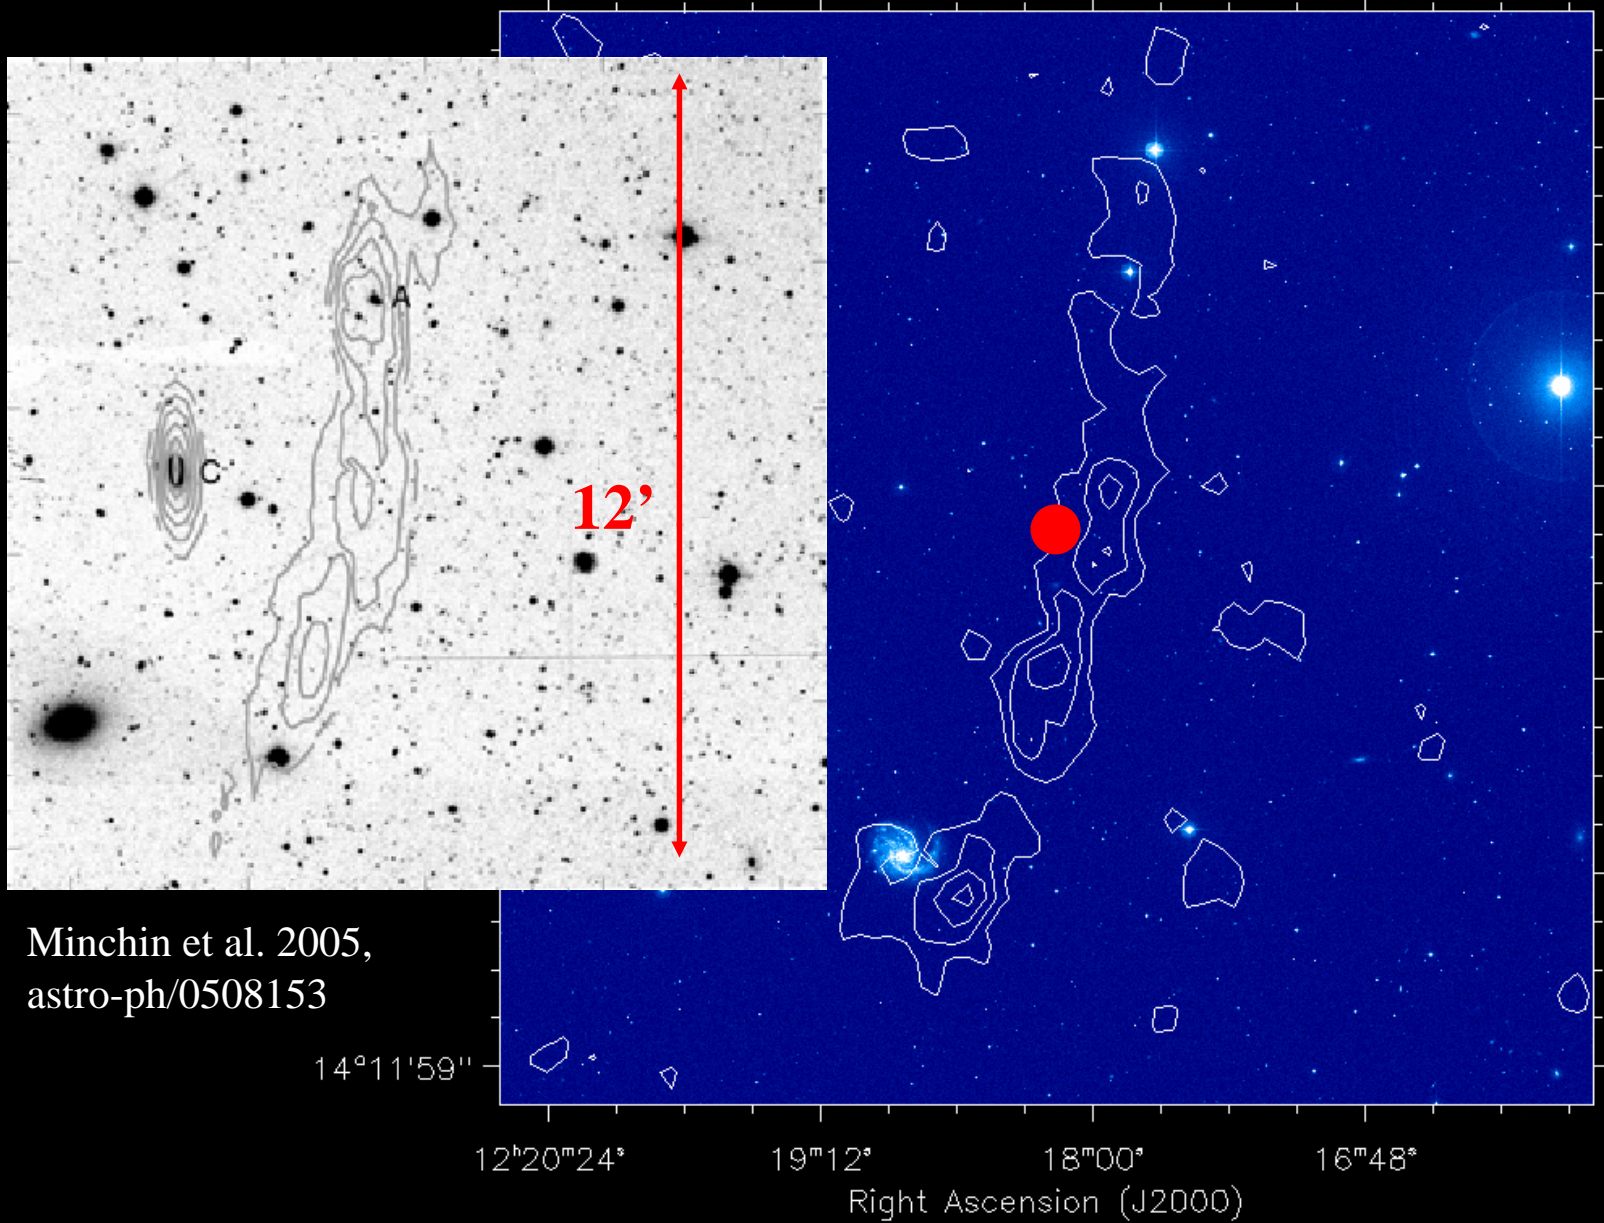 A
C
12’
Minchin et al. 2005,
astro-ph/0508153
14°11'59"
12ʰ20ᵐ24ˢ 19ᵐ12ˢ 18ᵐ00ˢ 16ᵐ48ˢ
Right Ascension (J2000)